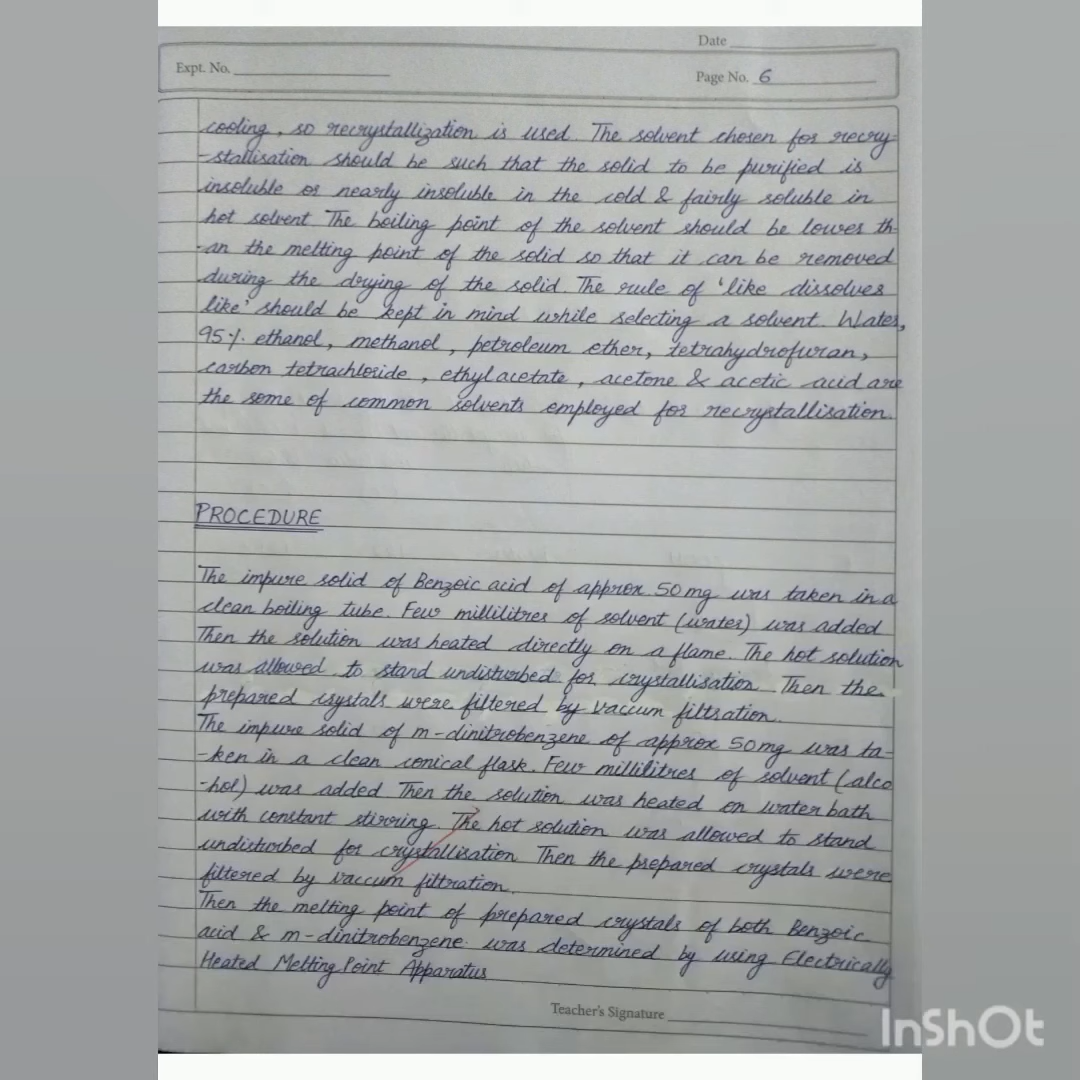 Date
Expt. No.
Page No. 6
cooling, so recrystallization is used. The solvent chosen for recry-
-stallisation should be such that the solid to be purified is
insoluble or nearly insoluble in the cold & fairly soluble in
hot solvent. The boiling point of the solvent should be lower th-
-an the melting point of the solid so that it can be removed
during the drying of the solid. The rule of 'like dissolves
like' should be kept in mind while selecting a solvent. Water,
95%. ethanol, methanol, petroleum ether, tetrahydrofuran,
carbon tetrachloride, ethylacetate, acetone & acetic acid are
the some of common solvents employed for recrystallisation.
PROCEDURE
The impure solid of Benzoic acid of approx. 50 mg was taken in a
clean boiling tube. Few millilitres of solvent (water) was added
Then the solution was heated directly on a flame. The hot solution
was allowed to stand undisturbed for crystallisation. Then the
prepared crystals were filtered by vaccum filtration.
The impure solid of m-dinitrobenzene of approx 50mg was ta-
-ken in a clean conical flask. Few millilitres of solvent (alco
-hol) was added Then the solution was heated on water bath
with constant stirring. The hot solution was allowed to stand
undisturbed for crystallisation. Then the prepared crystals were
filtered by vaccum filtration.
Then the melting point of prepared crystals of both Benzoic
acid & m-dinitrobenzene was determined by using Electrically
Heated Melting Point Apparatus
Teacher's Signature
InShOt